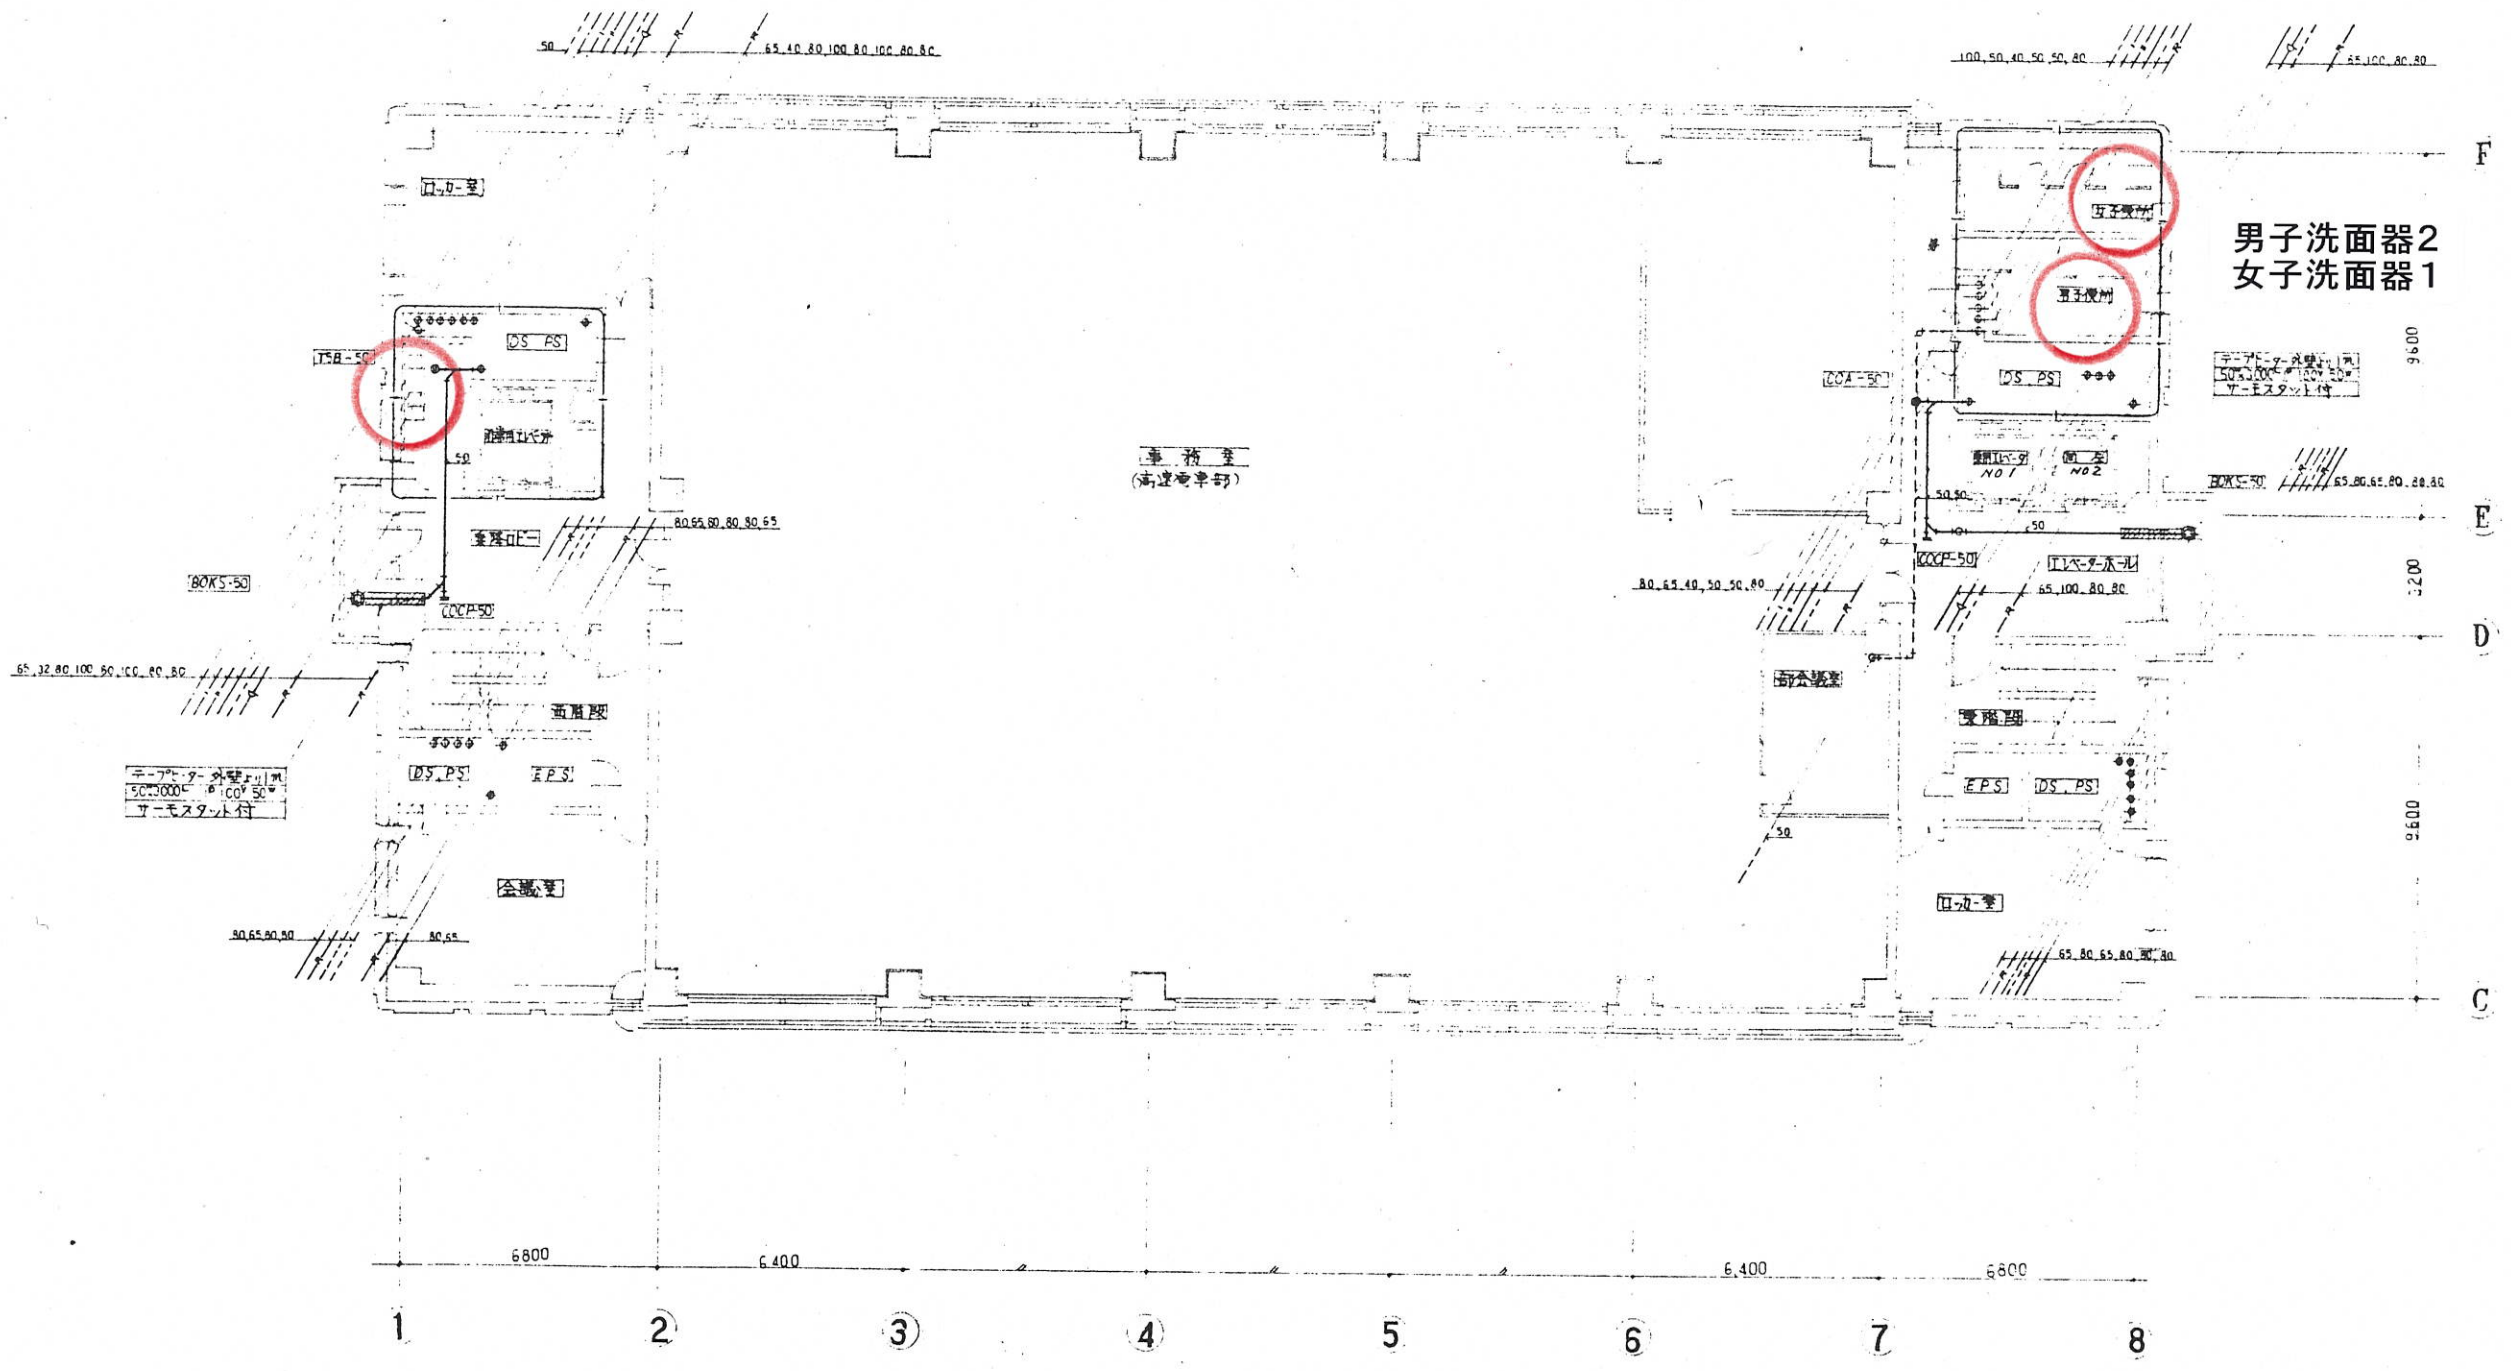 50
65.40.80.100.80.100.80.80
100.50.40.50.50.80
65.100.80.80
F
ロッカー室
女子便所
男子洗面器2
女子洗面器1
男子便所
9600
DS PS
TSB-50
COA-50
DS.PS
テープヒーター外壁より1m
サーモスタット付
非常用エレベーター
事務室
(高速電車部)
乗用エレベータ
NO1
同左
NO2
BOKS-50
65.80.65.80.80.80
50
50.50
E
80.65.80.80.80.65
乗降ロビー
50
BOKS-50
COCP-50
COCP-50
エレベーターホール
80.65.40.50.50.80
65.100.80.80
3200
D
65.32.80.100.80.100.80.80
部会議室
西階段
東階段
テープヒーター外壁より1m
サーモスタット付
DS.PS
EPS
EPS
DS.PS
50
9600
会議室
ロッカー室
80.65.80.80
80.65
65.80.65.80.80.80
C
6800
6400
〃
〃
〃
6,400
6800
1
2
3
4
5
6
7
8